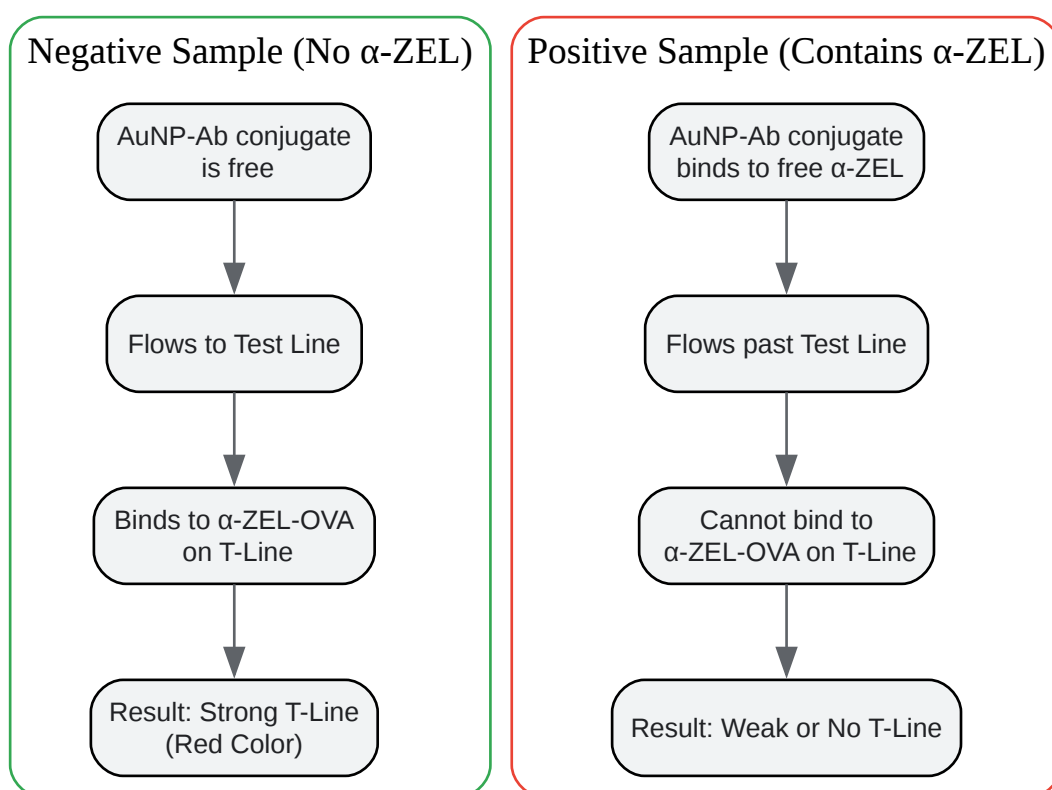 Negative Sample (No α-ZEL)
AuNP-Ab conjugate
is free
Flows to Test Line
Binds to α-ZEL-OVA
on T-Line
Result: Strong T-Line
(Red Color)
Positive Sample (Contains α-ZEL)
AuNP-Ab conjugate
binds to free α-ZEL
Flows past Test Line
Cannot bind to
α-ZEL-OVA on T-Line
Result: Weak or No T-Line